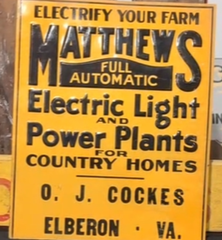 ELECTRIFY YOUR FARM
MATTHEWS
FULL
AUTOMATIC
Electric Light
AND
Power Plants
FOR
COUNTRY HOMES
O. J. COCKES
ELBERON · VA.